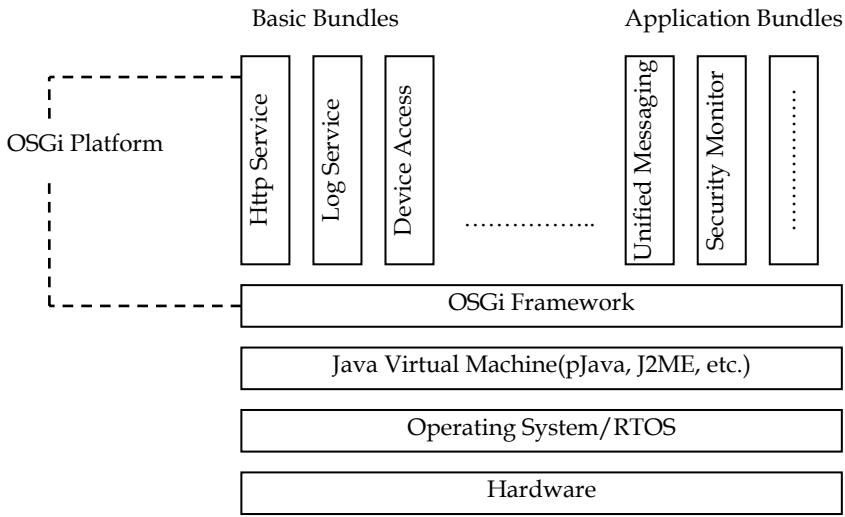 Basic Bundles
Application Bundles
OSGi Platform
Http Service
Log Service
Device Access
……………..
Unified Messaging
Security Monitor
………………
OSGi Framework
Java Virtual Machine(pJava, J2ME, etc.)
Operating System/RTOS
Hardware